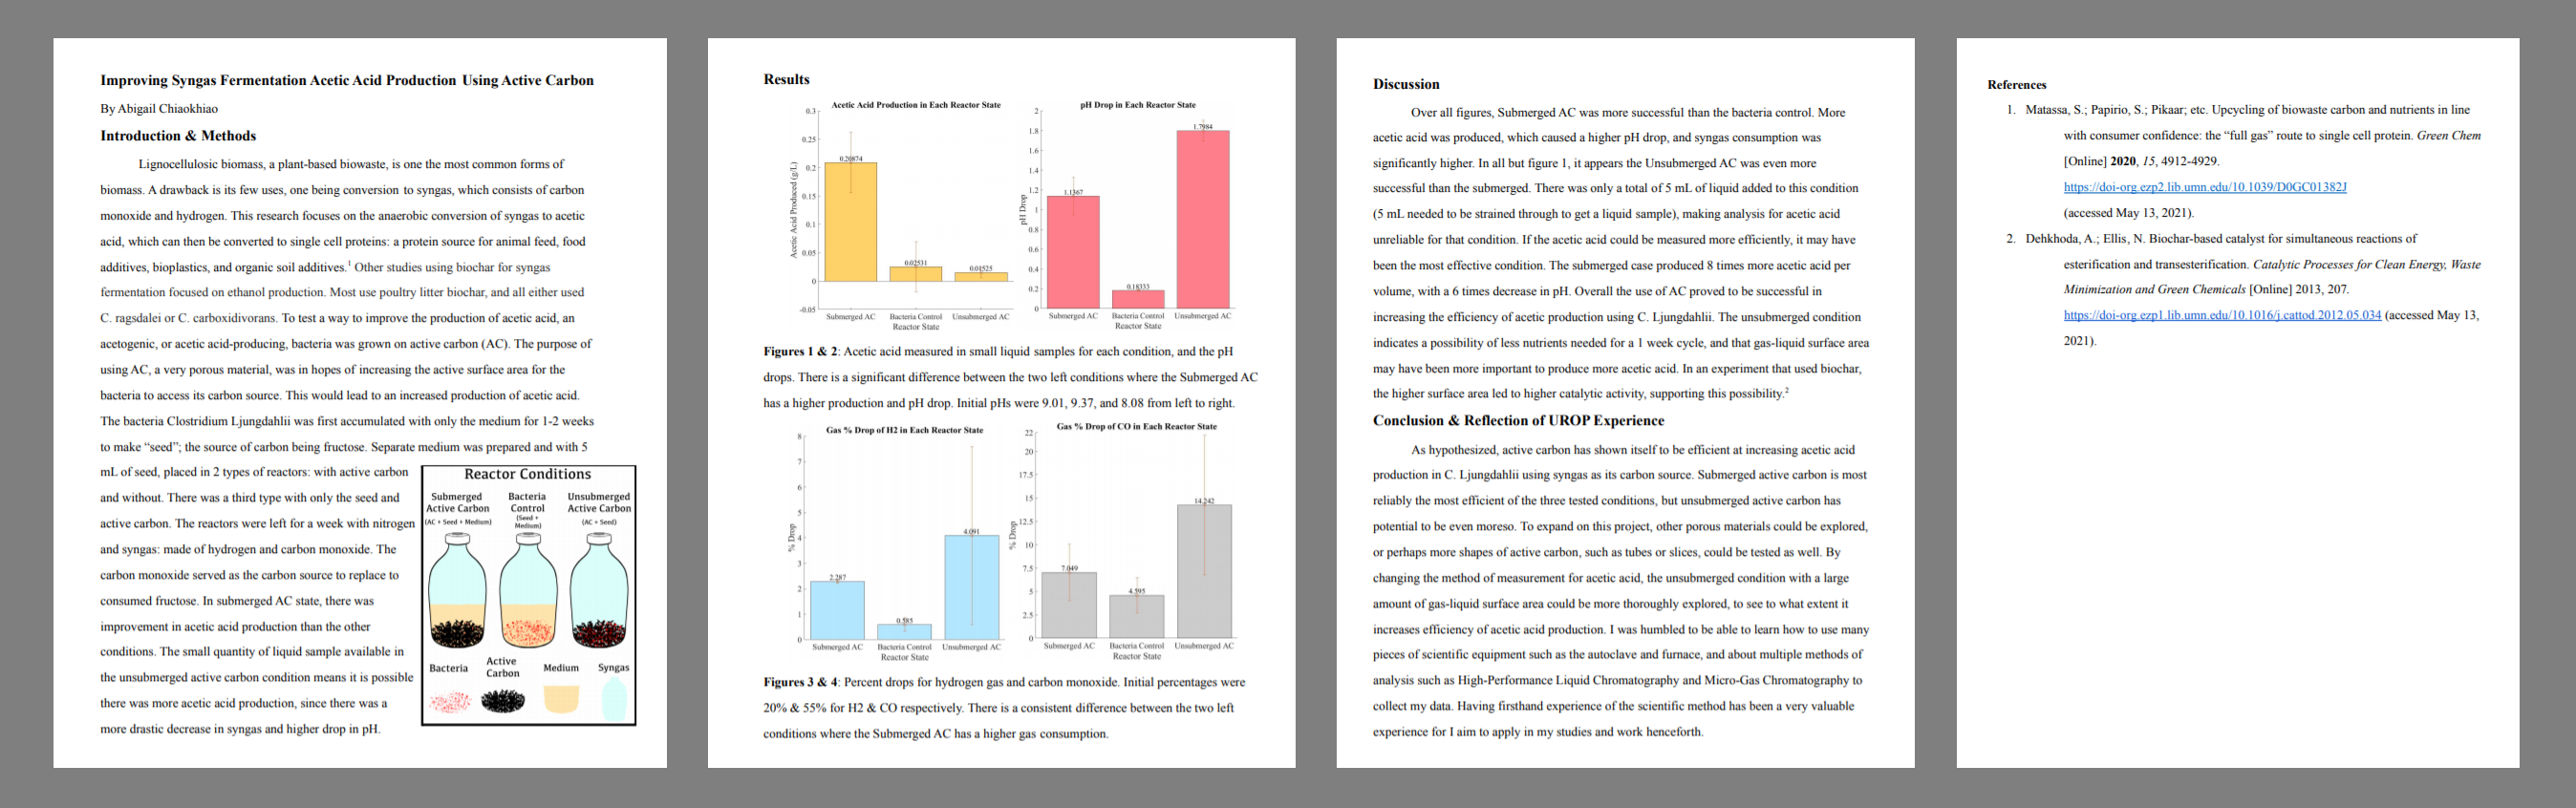 Improving Syngas Fermentation Acetic Acid Production Using Active Carbon
By Abigail Chiaokhiao
Introduction & Methods
Lignocellulosic biomass, a plant-based biowaste, is one the most common forms of
biomass. A drawback is its few uses, one being conversion to syngas, which consists of carbon
monoxide and hydrogen. This research focuses on the anaerobic conversion of syngas to acetic
acid, which can then be converted to single cell proteins: a protein source for animal feed, food
additives, bioplastics, and organic soil additives.¹ Other studies using biochar for syngas
fermentation focused on ethanol production. Most use poultry litter biochar, and all either used
C. ragsdalei or C. carboxidivorans. To test a way to improve the production of acetic acid, an
acetogenic, or acetic acid-producing, bacteria was grown on active carbon (AC). The purpose of
using AC, a very porous material, was in hopes of increasing the active surface area for the
bacteria to access its carbon source. This would lead to an increased production of acetic acid.
The bacteria Clostridium Ljungdahlii was first accumulated with only the medium for 1-2 weeks
to make “seed”; the source of carbon being fructose. Separate medium was prepared and with 5
mL of seed, placed in 2 types of reactors: with active carbon
and without. There was a third type with only the seed and
active carbon. The reactors were left for a week with nitrogen
and syngas: made of hydrogen and carbon monoxide. The
carbon monoxide served as the carbon source to replace to
consumed fructose. In submerged AC state, there was
improvement in acetic acid production than the other
conditions. The small quantity of liquid sample available in
the unsubmerged active carbon condition means it is possible
there was more acetic acid production, since there was a
more drastic decrease in syngas and higher drop in pH.
Reactor Conditions
Submerged Active Carbon
(AC + Seed + Medium)
Bacteria Control
(Seed + Medium)
Unsubmerged Active Carbon
(AC + Seed)
Bacteria
Active Carbon
Medium
Syngas
Results
Acetic Acid Production in Each Reactor State
Acetic Acid Produced (g/L)
0.3
0.25
0.2
0.15
0.1
0.05
0
-0.05
0.20874
0.02531
0.01525
Submerged AC
Bacteria Control
Unsubmerged AC
Reactor State
pH Drop in Each Reactor State
pH Drop
2
1.8
1.6
1.4
1.2
1
0.8
0.6
0.4
0.2
0
1.1367
0.18333
1.7984
Submerged AC
Bacteria Control
Unsubmerged AC
Reactor State
Figures 1 & 2: Acetic acid measured in small liquid samples for each condition, and the pH
drops. There is a significant difference between the two left conditions where the Submerged AC
has a higher production and pH drop. Initial pHs were 9.01, 9.37, and 8.08 from left to right.
Gas % Drop of H2 in Each Reactor State
% Drop
8
7
6
5
4
3
2
1
0
2.287
0.585
4.091
Submerged AC
Bacteria Control
Unsubmerged AC
Reactor State
Gas % Drop of CO in Each Reactor State
% Drop
22
20
17.5
15
12.5
10
7.5
5
2.5
0
7.049
4.595
14.242
Submerged AC
Bacteria Control
Unsubmerged AC
Reactor State
Figures 3 & 4: Percent drops for hydrogen gas and carbon monoxide. Initial percentages were
20% & 55% for H2 & CO respectively. There is a consistent difference between the two left
conditions where the Submerged AC has a higher gas consumption.
Discussion
Over all figures, Submerged AC was more successful than the bacteria control. More
acetic acid was produced, which caused a higher pH drop, and syngas consumption was
significantly higher. In all but figure 1, it appears the Unsubmerged AC was even more
successful than the submerged. There was only a total of 5 mL of liquid added to this condition
(5 mL needed to be strained through to get a liquid sample), making analysis for acetic acid
unreliable for that condition. If the acetic acid could be measured more efficiently, it may have
been the most effective condition. The submerged case produced 8 times more acetic acid per
volume, with a 6 times decrease in pH. Overall the use of AC proved to be successful in
increasing the efficiency of acetic production using C. Ljungdahlii. The unsubmerged condition
indicates a possibility of less nutrients needed for a 1 week cycle, and that gas-liquid surface area
may have been more important to produce more acetic acid. In an experiment that used biochar,
the higher surface area led to higher catalytic activity, supporting this possibility.²
Conclusion & Reflection of UROP Experience
As hypothesized, active carbon has shown itself to be efficient at increasing acetic acid
production in C. Ljungdahlii using syngas as its carbon source. Submerged active carbon is most
reliably the most efficient of the three tested conditions, but unsubmerged active carbon has
potential to be even moreso. To expand on this project, other porous materials could be explored,
or perhaps more shapes of active carbon, such as tubes or slices, could be tested as well. By
changing the method of measurement for acetic acid, the unsubmerged condition with a large
amount of gas-liquid surface area could be more thoroughly explored, to see to what extent it
increases efficiency of acetic acid production. I was humbled to be able to learn how to use many
pieces of scientific equipment such as the autoclave and furnace, and about multiple methods of
analysis such as High-Performance Liquid Chromatography and Micro-Gas Chromatography to
collect my data. Having firsthand experience of the scientific method has been a very valuable
experience for I aim to apply in my studies and work henceforth.
References
1. Matassa, S.; Papirio, S.; Pikaar; etc. Upcycling of biowaste carbon and nutrients in line
with consumer confidence: the “full gas” route to single cell protein. Green Chem
[Online] 2020, 15, 4912-4929.
https://doi-org.ezp2.lib.umn.edu/10.1039/D0GC01382J
(accessed May 13, 2021).
2. Dehkhoda, A.; Ellis, N. Biochar-based catalyst for simultaneous reactions of
esterification and transesterification. Catalytic Processes for Clean Energy, Waste
Minimization and Green Chemicals [Online] 2013, 207.
https://doi-org.ezp1.lib.umn.edu/10.1016/j.cattod.2012.05.034 (accessed May 13,
2021).